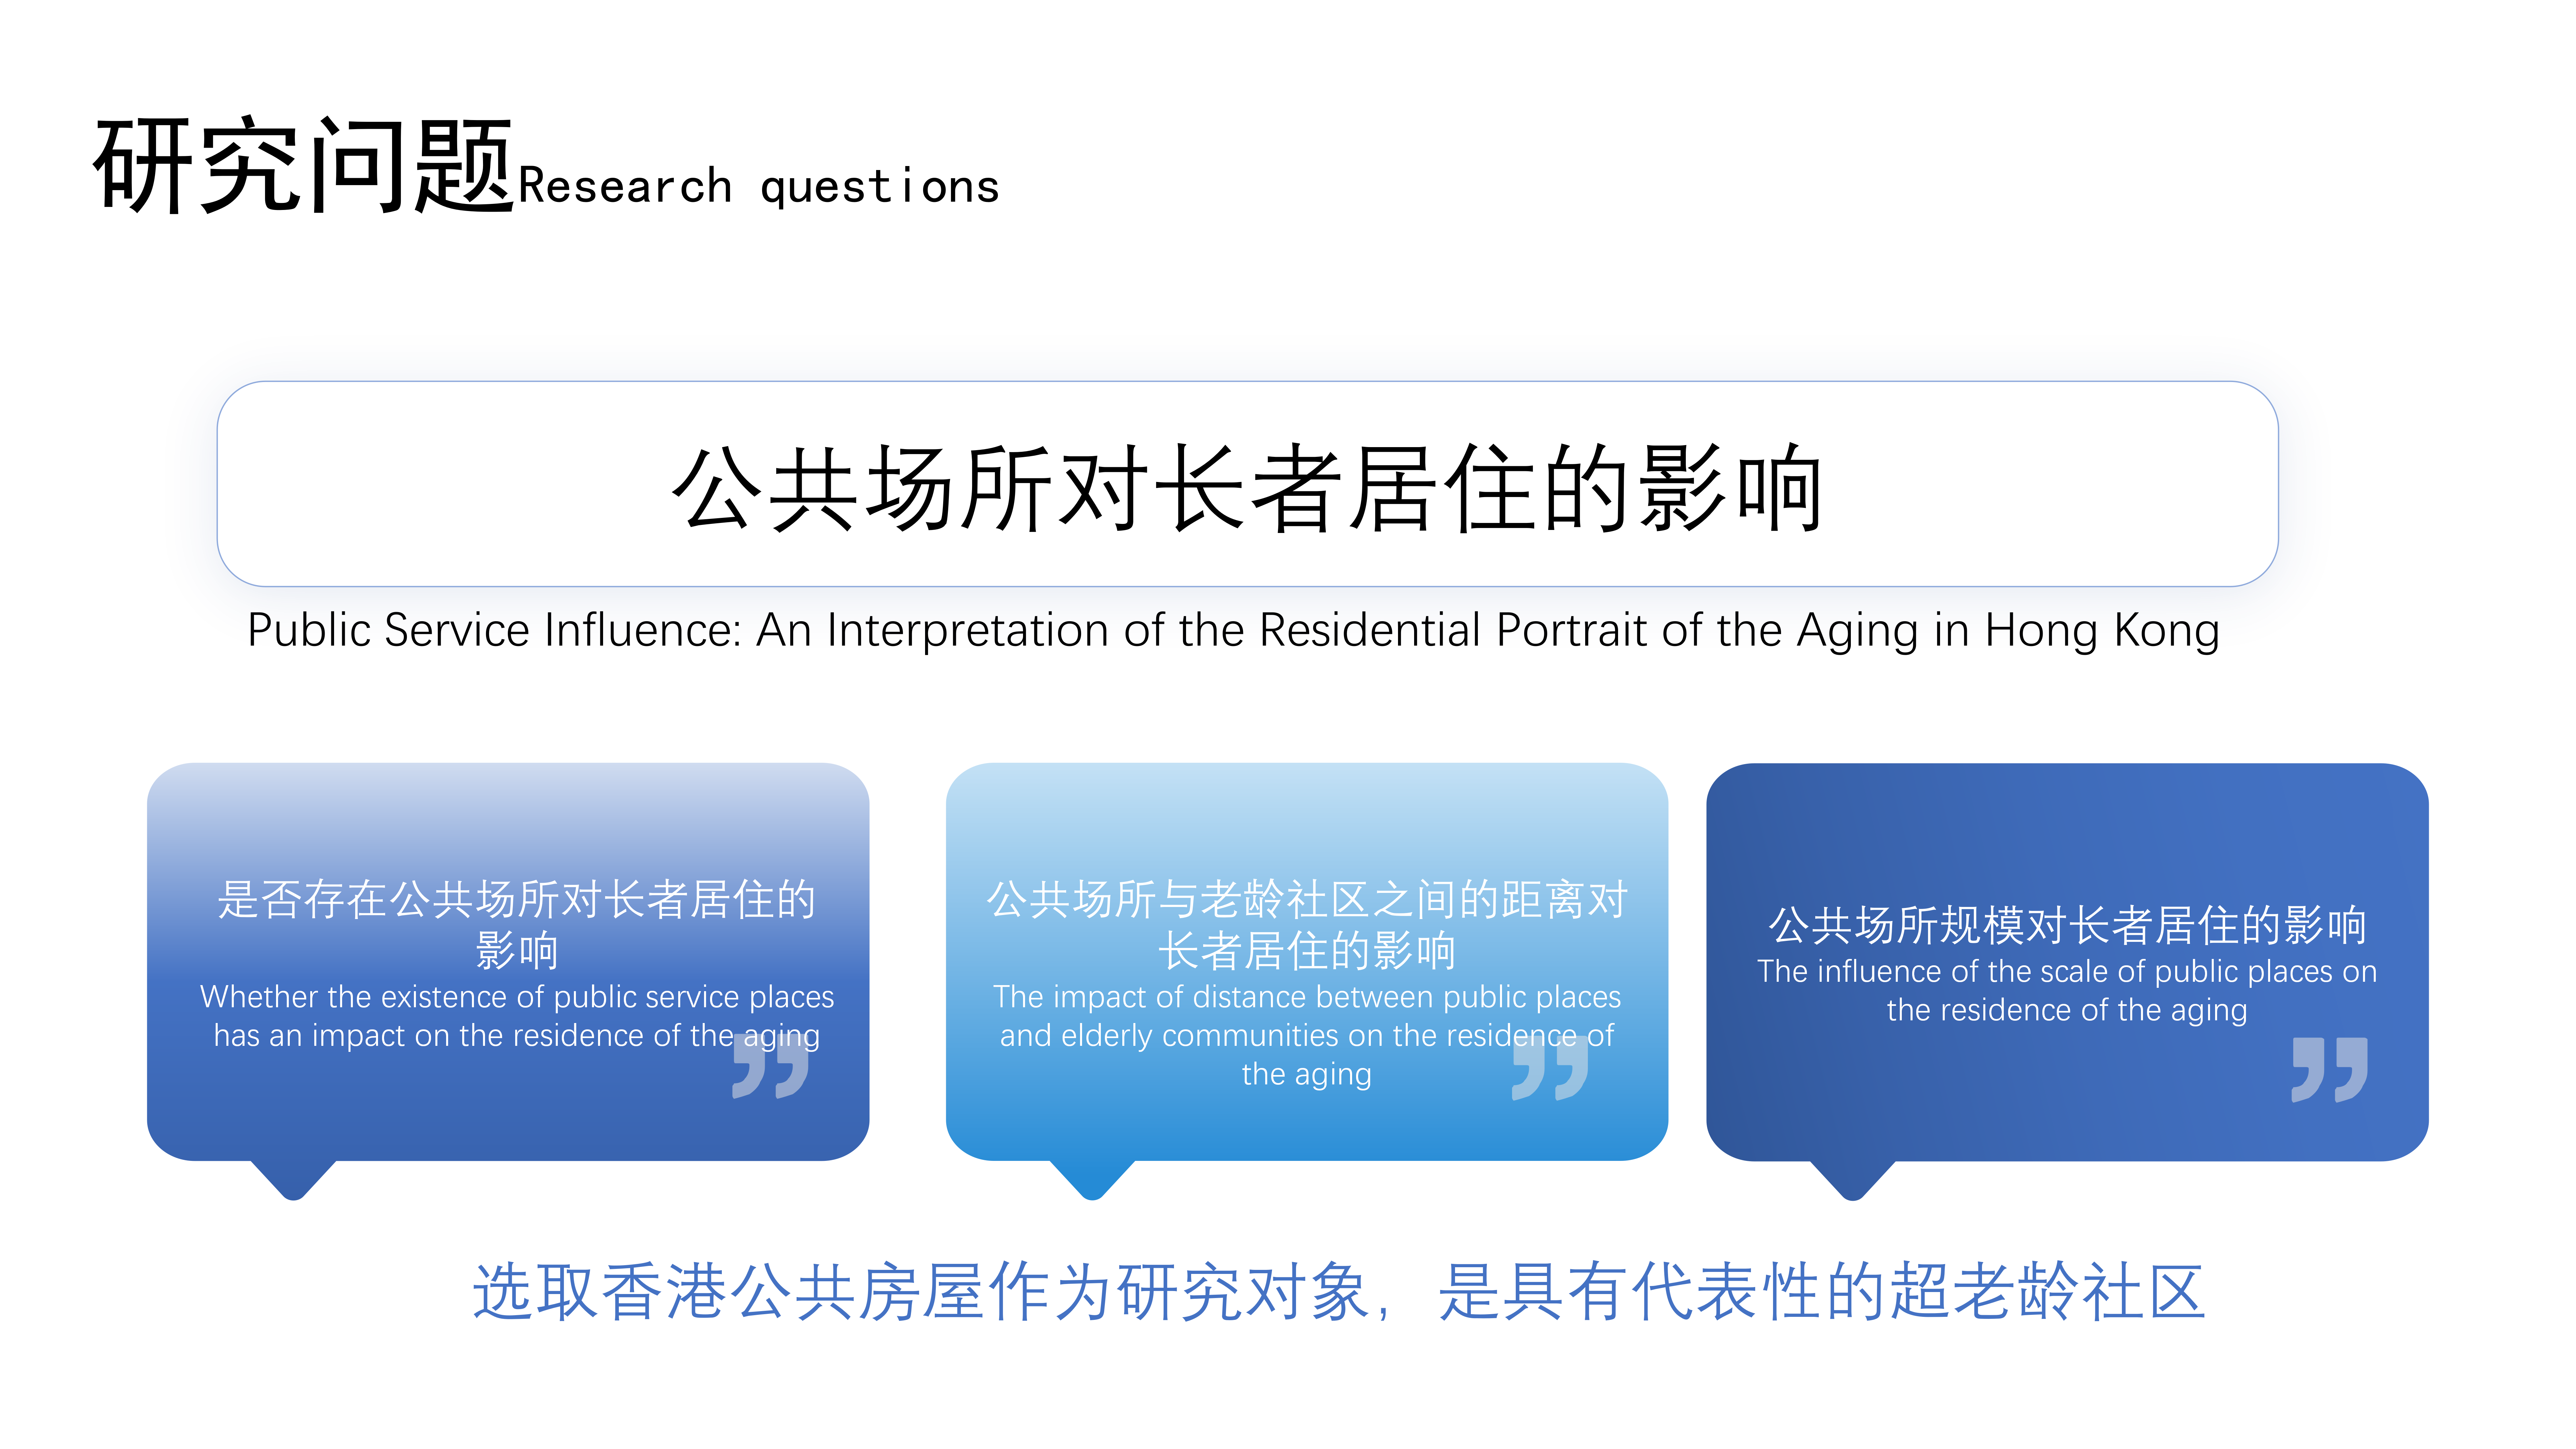 研究问题Research questions
公共场所对长者居住的影响
Public Service Influence: An Interpretation of the Residential Portrait of the Aging in Hong Kong
是否存在公共场所对长者居住的
影响
Whether the existence of public service places
has an impact on the residence of the aging
公共场所与老龄社区之间的距离对
长者居住的影响
The impact of distance between public places
and elderly communities on the residence of
the aging
公共场所规模对长者居住的影响
The influence of the scale of public places on
the residence of the aging
选取香港公共房屋作为研究对象，是具有代表性的超老龄社区